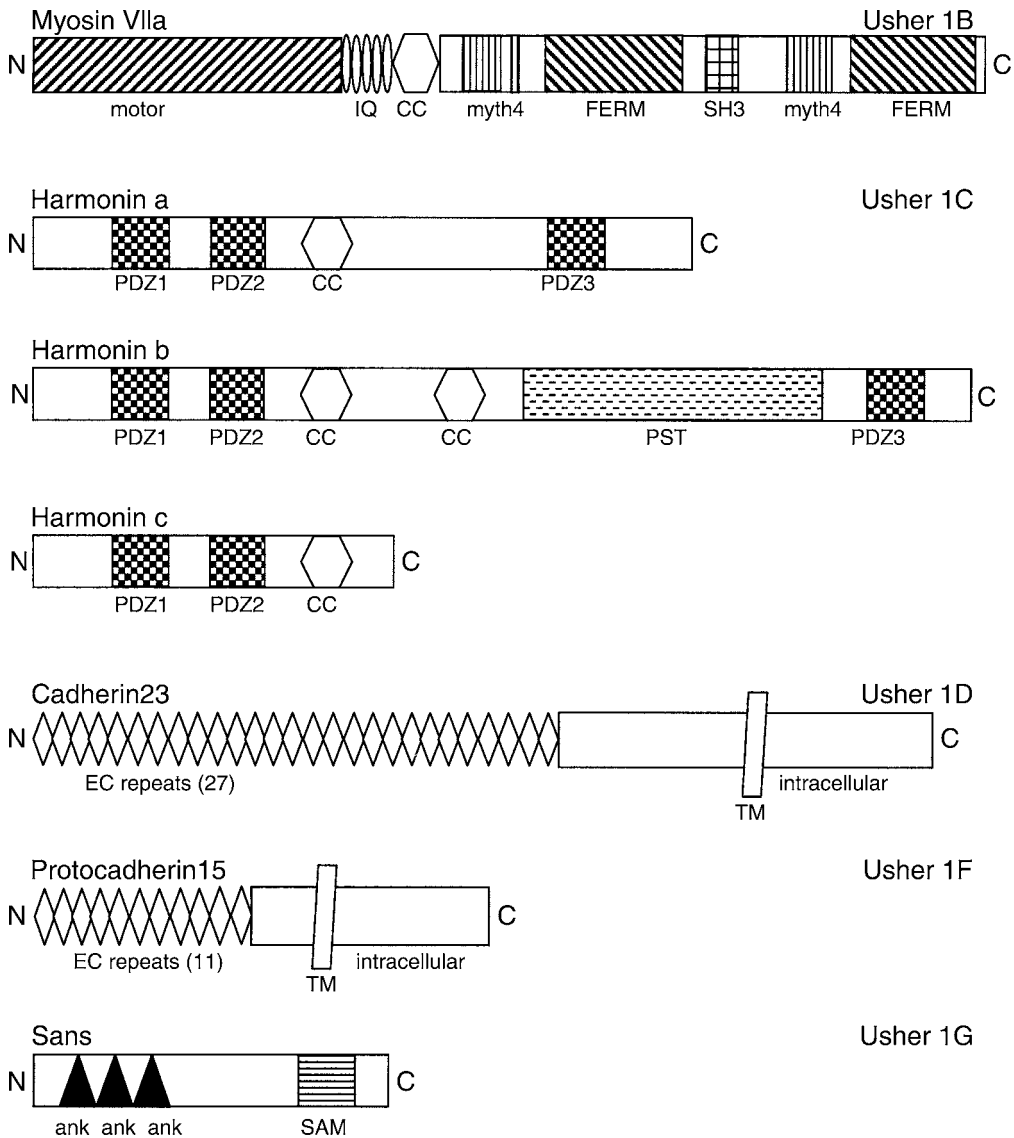 Myosin VIIa Usher 1B
N C
motor IQ CC myth4 FERM SH3 myth4 FERM
Harmonin a Usher 1C
N C
PDZ1 PDZ2 CC PDZ3
Harmonin b
N C
PDZ1 PDZ2 CC CC PST PDZ3
Harmonin c
N C
PDZ1 PDZ2 CC
Cadherin23 Usher 1D
N C
EC repeats (27) intracellular
TM
Protocadherin15 Usher 1F
N C
EC repeats (11) intracellular
TM
Sans Usher 1G
N C
ank ank ank SAM